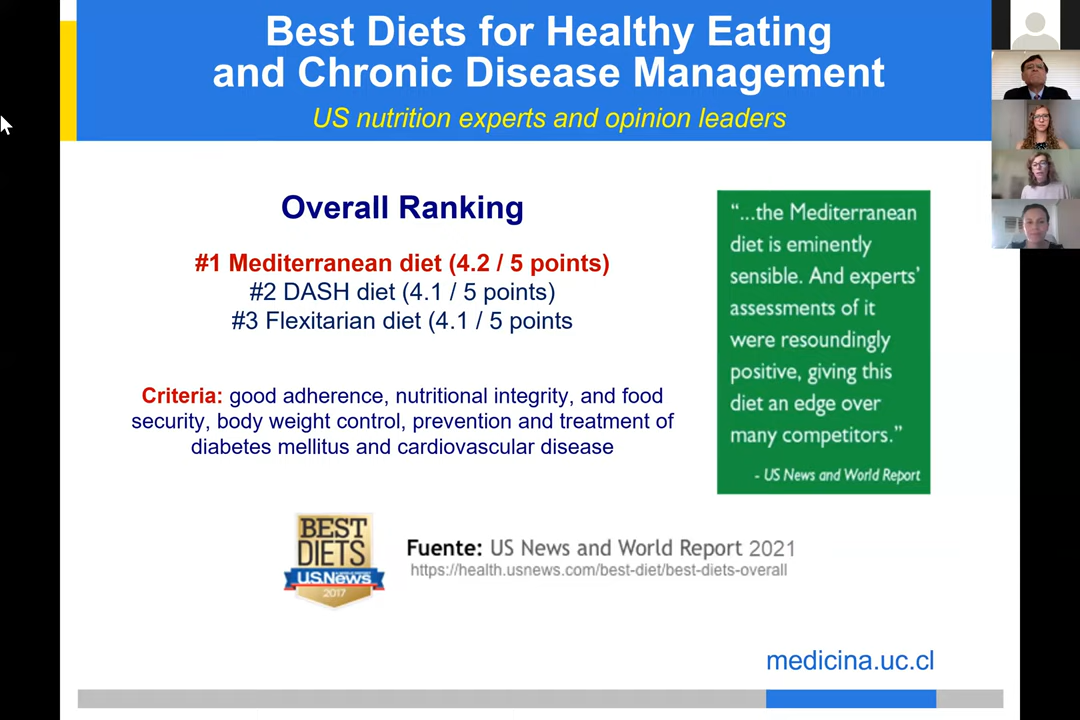 Best Diets for Healthy Eating
and Chronic Disease Management
US nutrition experts and opinion leaders
Overall Ranking
#1 Mediterranean diet (4.2 / 5 points)
#2 DASH diet (4.1 / 5 points)
#3 Flexitarian diet (4.1 / 5 points
Criteria: good adherence, nutritional integrity, and food
security, body weight control, prevention and treatment of
diabetes mellitus and cardiovascular disease
“...the Mediterranean
diet is eminently
sensible. And experts’
assessments of it
were resoundingly
positive, giving this
diet an edge over
many competitors.”
- US News and World Report
BEST
DIETS
U.S.News
2017
Fuente: US News and World Report 2021
https://health.usnews.com/best-diet/best-diets-overall
medicina.uc.cl